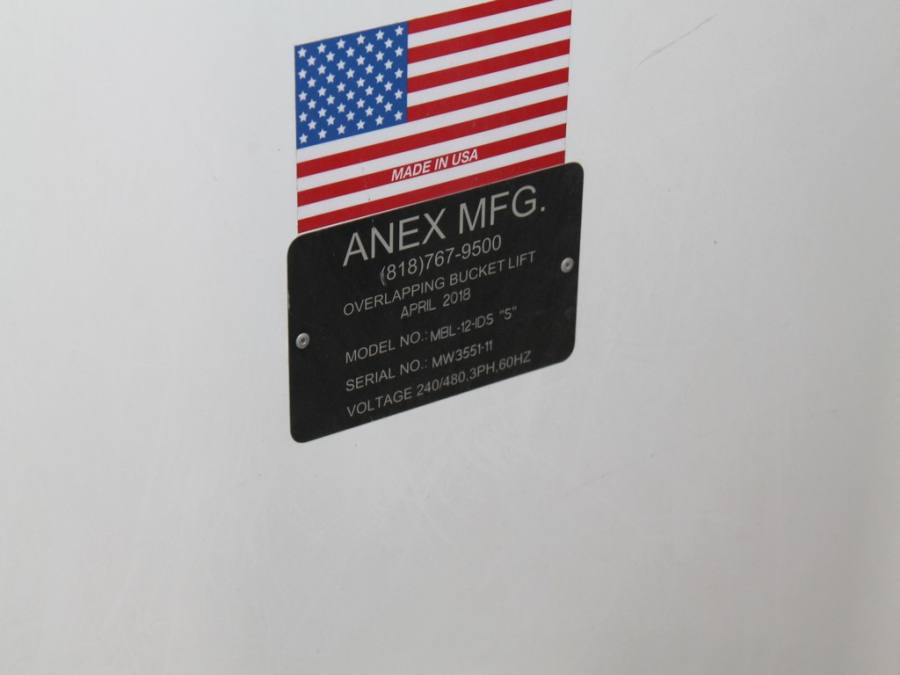 MADE IN USA
ANEX MFG.
(818)767-9500
OVERLAPPING BUCKET LIFT
APRIL 2018
MODEL NO.: MBL-12-IDS "S"
SERIAL NO.: MW3551-11
VOLTAGE 240/480,3PH,60HZ